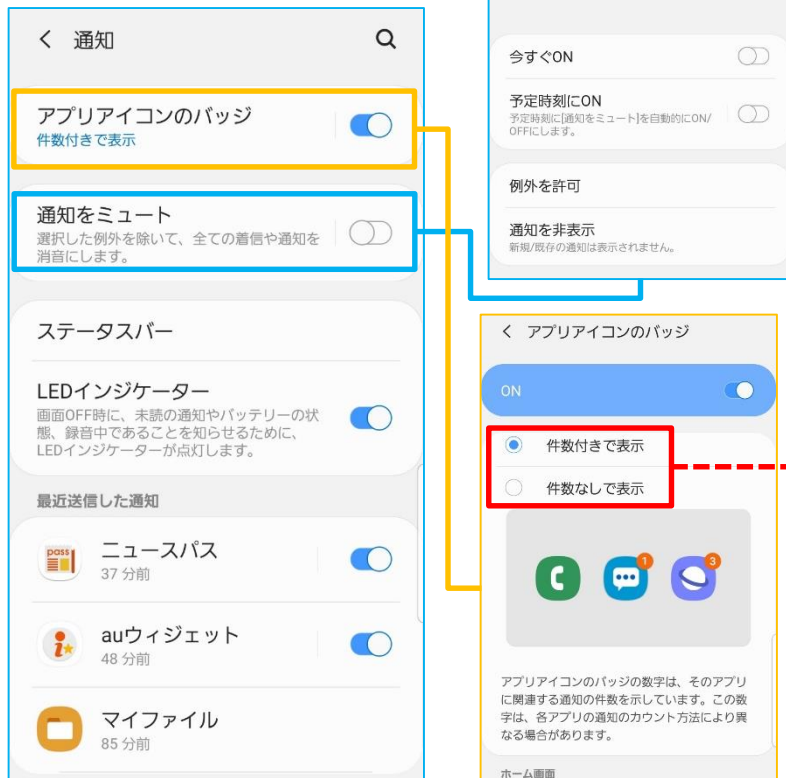 通知
アプリアイコンのバッジ
件数付きで表示
通知をミュート
選択した例外を除いて、全ての着信や通知を
消音にします。
ステータスバー
LEDインジケーター
画面OFF時に、未読の通知やバッテリーの状
態、録音中であることを知らせるために、
LEDインジケーターが点灯します。
最近送信した通知
pass
ニュースパス
37 分前
auウィジェット
48 分前
マイファイル
85 分前
今すぐON
予定時刻にON
予定時刻に[通知をミュート]を自動的にON/
OFFにします。
例外を許可
通知を非表示
新規/既存の通知は表示されません。
アプリアイコンのバッジ
ON
件数付きで表示
件数なしで表示
1
3
アプリアイコンのバッジの数字は、そのアプリ
に関連する通知の件数を示しています。この数
字は、各アプリの通知のカウント方法により異
なる場合があります。
ホーム画面